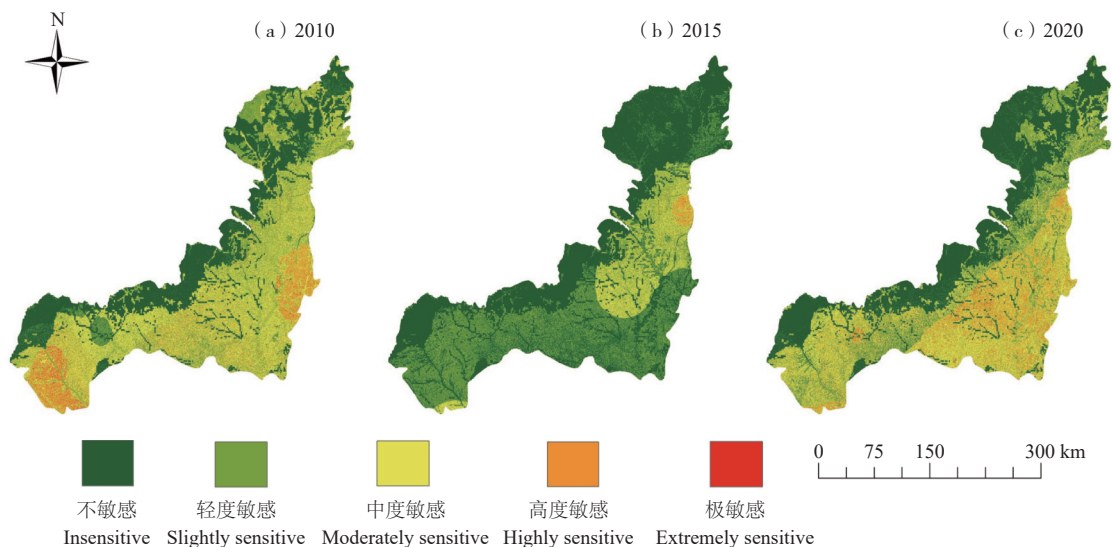 N
（a）2010
（b）2015
（c）2020
0 75 150 300 km
不敏感 轻度敏感 中度敏感 高度敏感 极敏感
Insensitive Slightly sensitive Moderately sensitive Highly sensitive Extremely sensitive